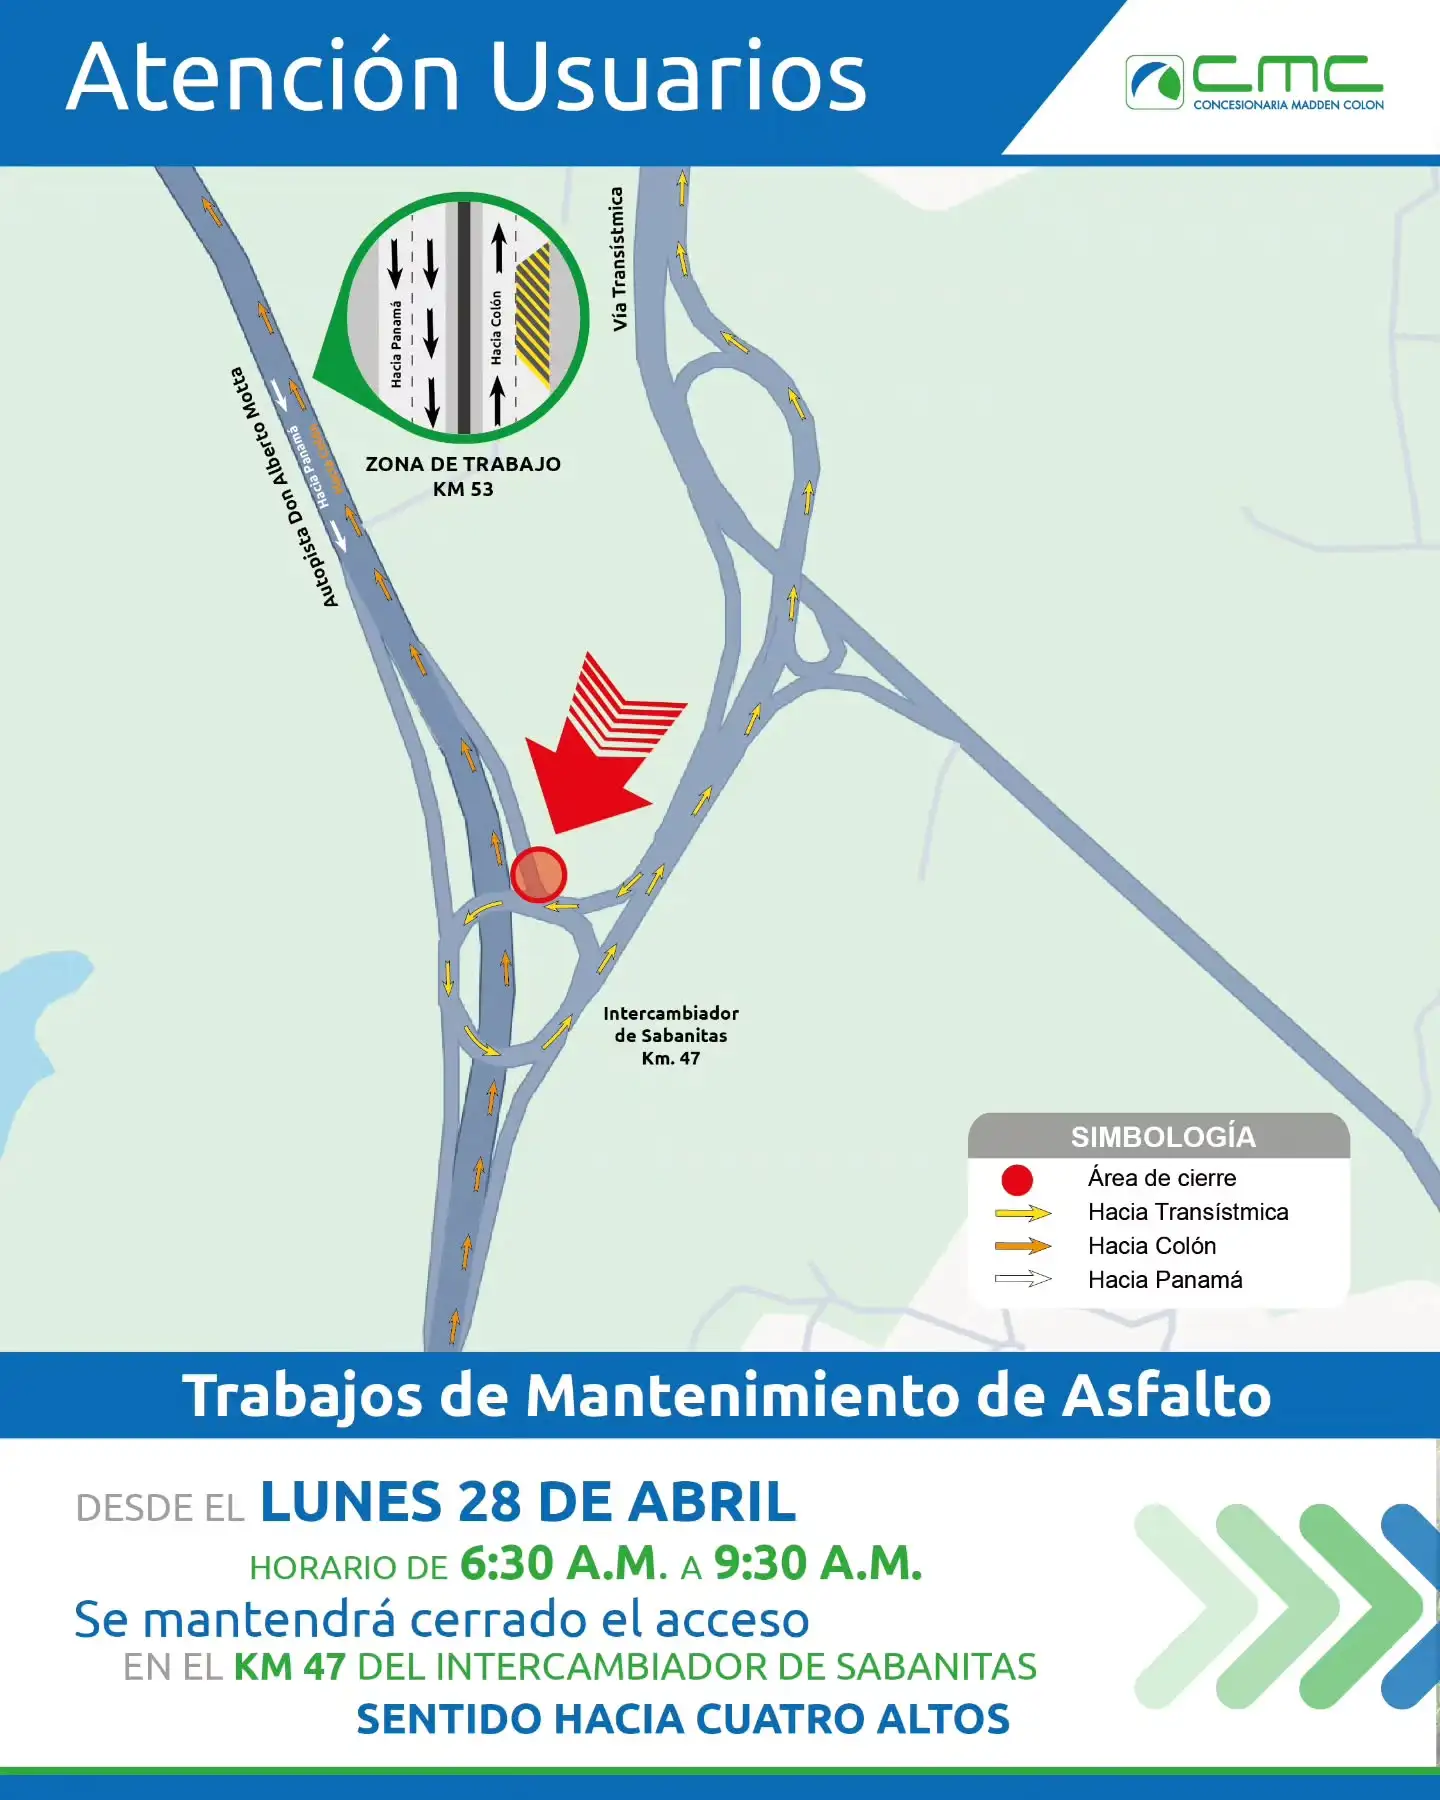 Atención Usuarios
cmc
CONCESIONARIA MADDEN COLON
Vía Transístmica
Hacia Panamá
Hacia Colón
ZONA DE TRABAJO
KM 53
Autopista Don Alberto Motta
Hacia Panamá
Hacia Colón
Intercambiador
de Sabanitas
Km. 47
SIMBOLOGÍA
Área de cierre
Hacia Transístmica
Hacia Colón
Hacia Panamá
Trabajos de Mantenimiento de Asfalto
DESDE EL LUNES 28 DE ABRIL
HORARIO DE 6:30 A.M. A 9:30 A.M.
Se mantendrá cerrado el acceso
EN EL KM 47 DEL INTERCAMBIADOR DE SABANITAS
SENTIDO HACIA CUATRO ALTOS